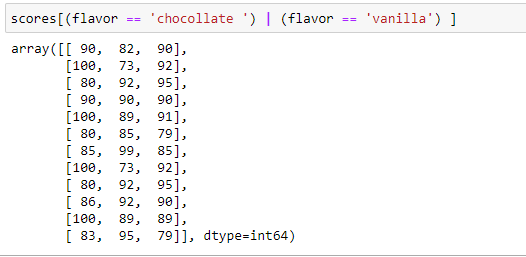 scores[(flavor == 'chocollate ') | (flavor == 'vanilla') ]
array([[ 90,  82,  90],
       [100,  73,  92],
       [ 80,  92,  95],
       [ 90,  90,  90],
       [100,  89,  91],
       [ 80,  85,  79],
       [ 85,  99,  85],
       [100,  73,  92],
       [ 80,  92,  95],
       [ 86,  92,  90],
       [100,  89,  89],
       [ 83,  95,  79]], dtype=int64)